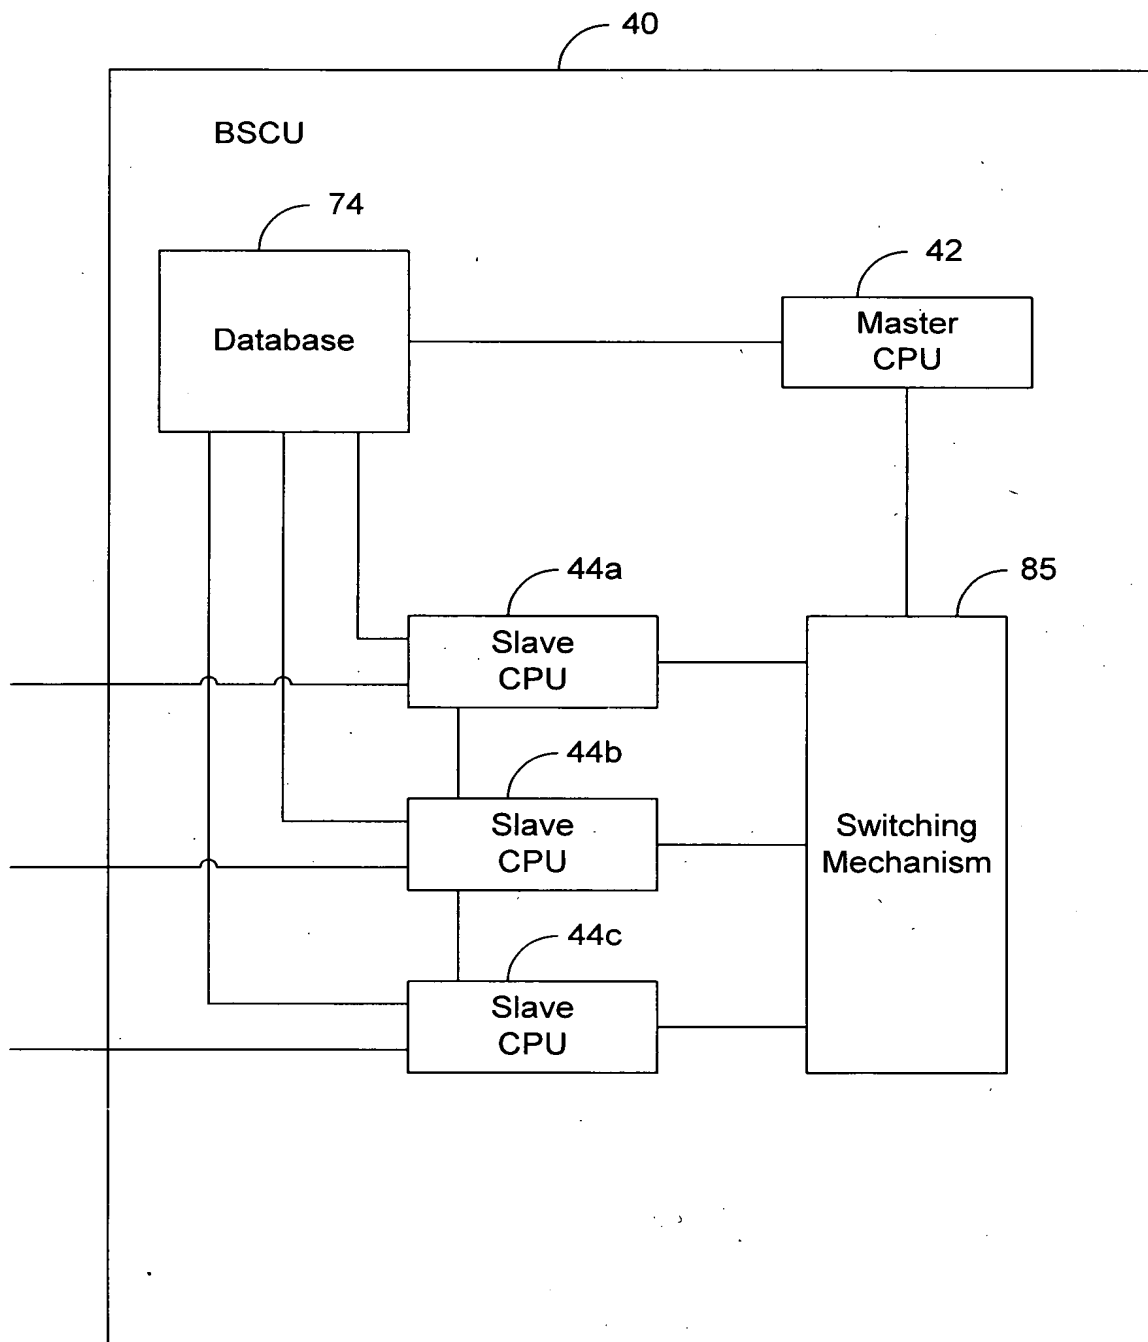 40
BSCU
74
Database
42
Master
CPU
44a
Slave
CPU
85
Switching
Mechanism
44b
Slave
CPU
44c
Slave
CPU